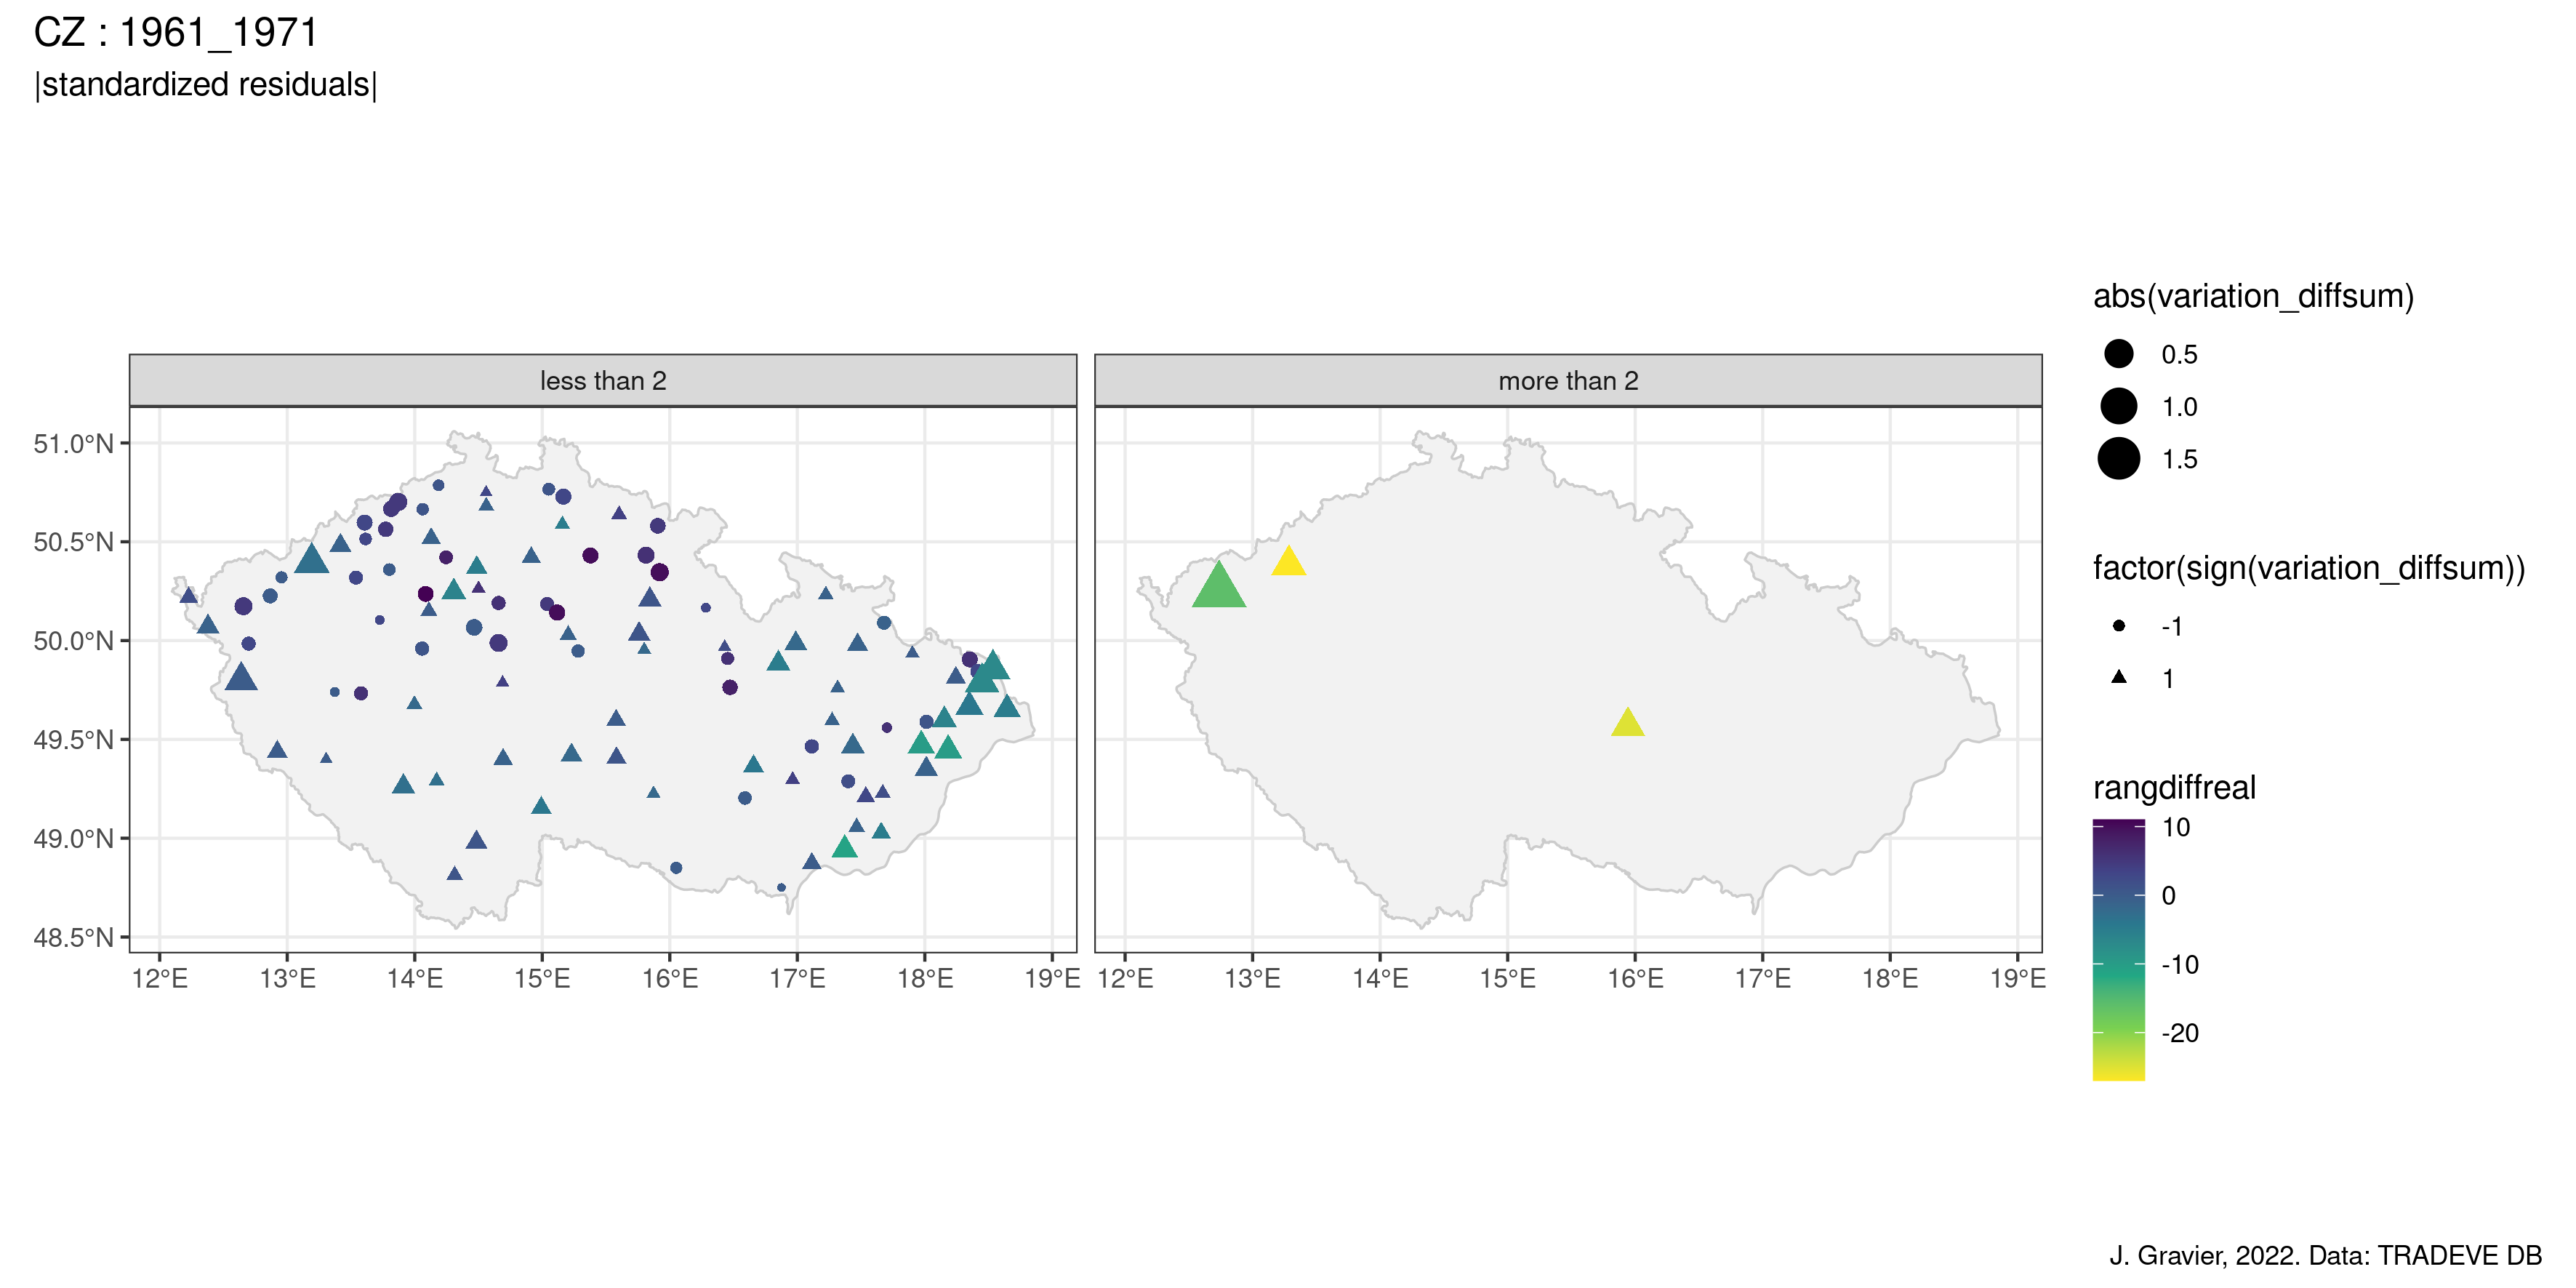 CZ : 1961_1971
|standardized residuals|
less than 2
more than 2
51.0°N
50.5°N
50.0°N
49.5°N
49.0°N
48.5°N
12°E 13°E 14°E 15°E 16°E 17°E 18°E 19°E
12°E 13°E 14°E 15°E 16°E 17°E 18°E 19°E
abs(variation_diffsum)
0.5
1.0
1.5
factor(sign(variation_diffsum))
-1
1
rangdiffreal
10
0
-10
-20
J. Gravier, 2022. Data: TRADEVE DB